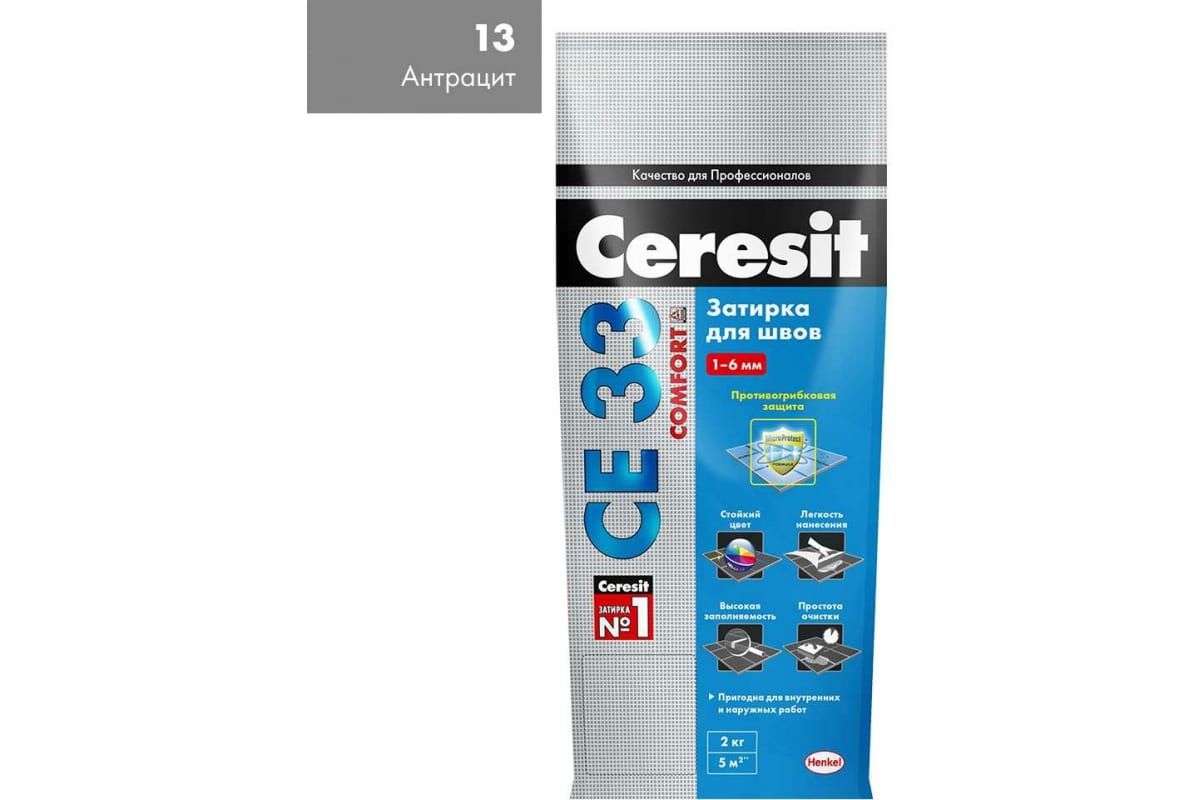 13
Антрацит
Качество для Профессионалов
Ceresit
CE 33
COMFORT
Затирка
для швов
1–6 мм
Противогрибковая
защита
MicroProtect
FORMULA
Стойкий
цвет
Легкость
нанесения
Высокая
заполняемость
Простота
очистки
Ceresit
ЗАТИРКА
№1
Пригодна для внутренних
и наружных работ
2 кг
5 м²**
Henkel